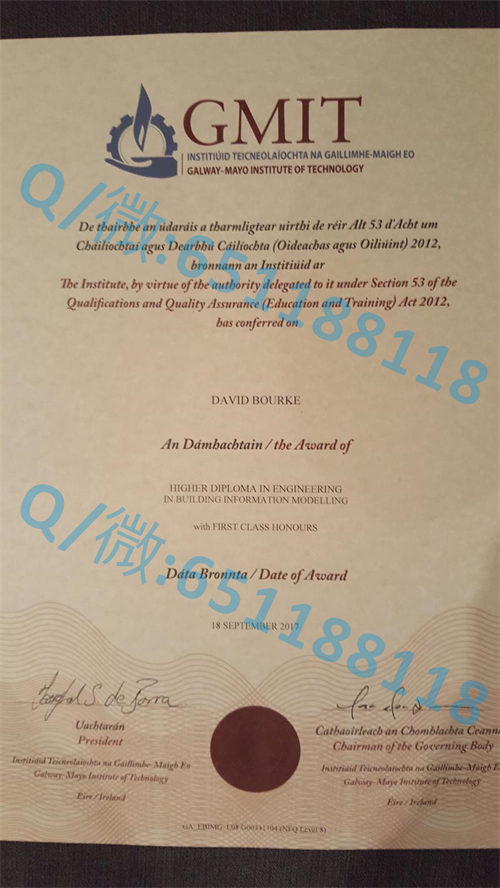 GMIT
INSTITIÚID TEICNEOLAÍOCHTA NA GAILLIMHE-MAIGH EO
GALWAY-MAYO INSTITUTE OF TECHNOLOGY
De thairbhe an údaráis a tharmligtear uirthi de réir Alt 53 d'Acht um
Cháilíochtaí agus Dearbhú Cáilíochta (Oideachas agus Oiliúint) 2012,
bronnann an Institiúid ar
The Institute, by virtue of the authority delegated to it under Section 53 of the
Qualifications and Quality Assurance (Education and Training) Act 2012,
has conferred on
Q/微:651188118
DAVID BOURKE
An Dámhachtain / the Award of
HIGHER DIPLOMA IN ENGINEERING
IN BUILDING INFORMATION MODELLING
with FIRST CLASS HONOURS
Q/微:651188118
Dáta Bronnta / Date of Award
18 SEPTEMBER 2017
Uachtarán
President
Institiúid Teicneolaíochta na Gaillimhe-Maigh Eo
Galway-Mayo Institute of Technology
Éire / Ireland
Cathaoirleach an Chomhlachta Ceann
Chairman of the Governing Body
Institiúid Teicneolaíochta na Gaillimhe-Maigh E
Galway-Mayo Institute of Technology
Éire / Ireland
(NFQ Level 8)